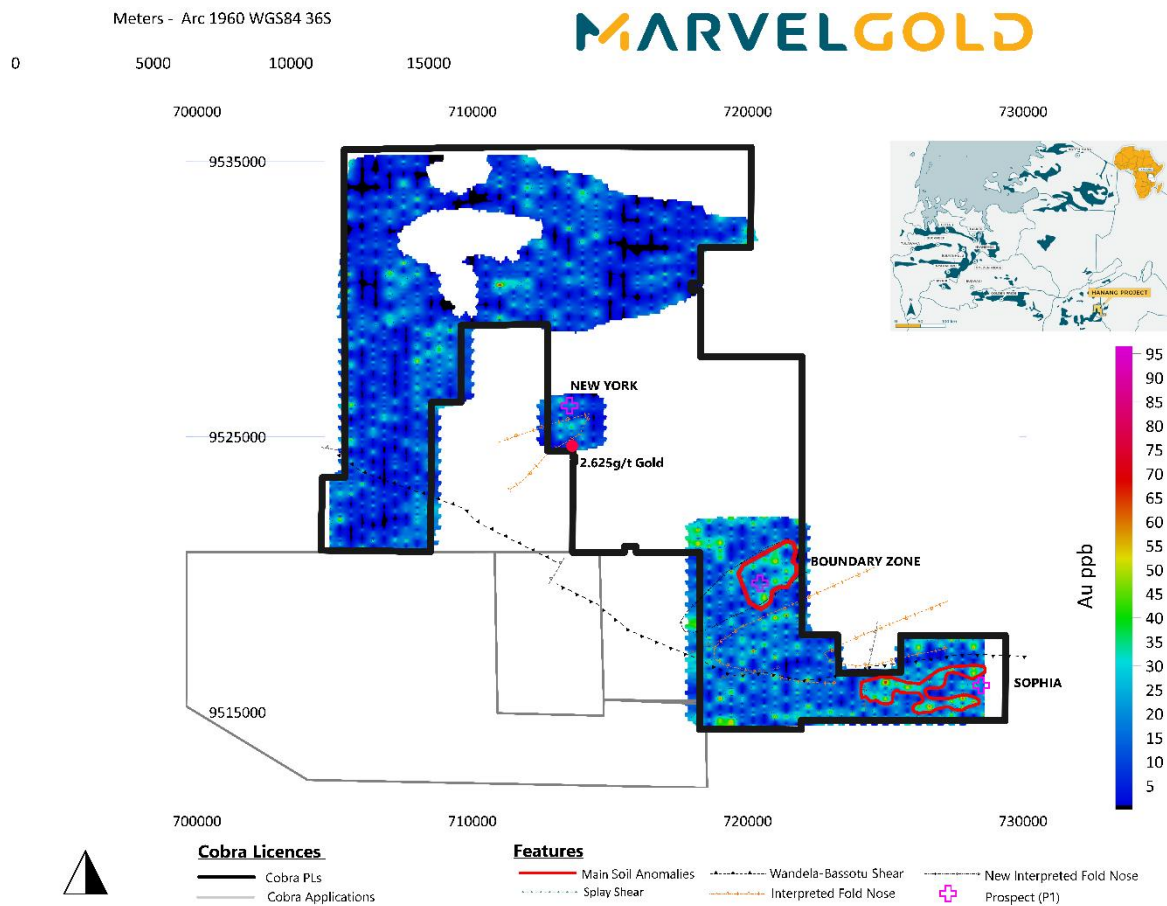 Meters - Arc 1960 WGS84 36S
MARVELGOLD
0 5000 10000 15000
700000 710000 720000 730000
9535000
HANANG PROJECT
NEW YORK
9525000
2.625g/t Gold
BOUNDARY ZONE
SOPHIA
9515000
95
90
85
80
75
70
65
60
55
50
45
40
35
30
25
20
15
10
5
Au ppb
700000 710000 720000 730000
Cobra Licences
Cobra PLs
Cobra Applications
Features
Main Soil Anomalies
Splay Shear
Wandela-Bassotu Shear
Interpreted Fold Nose
New Interpreted Fold Nose
Prospect (P1)